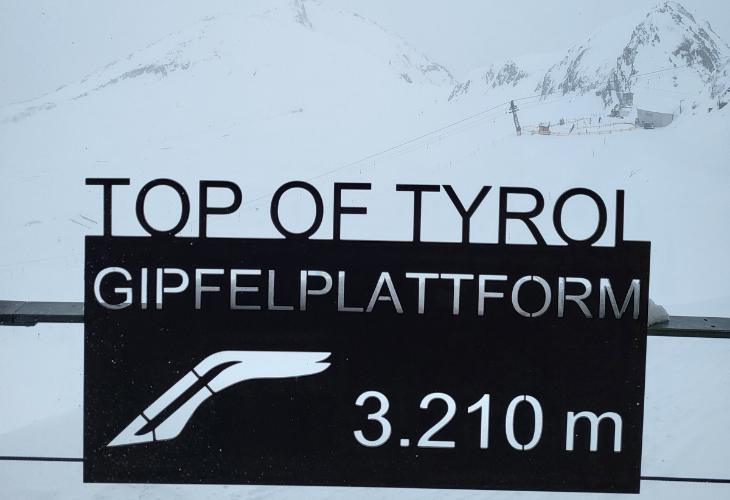 TOP OF TYROL
GIPFELPLATTFORM
3.210 m